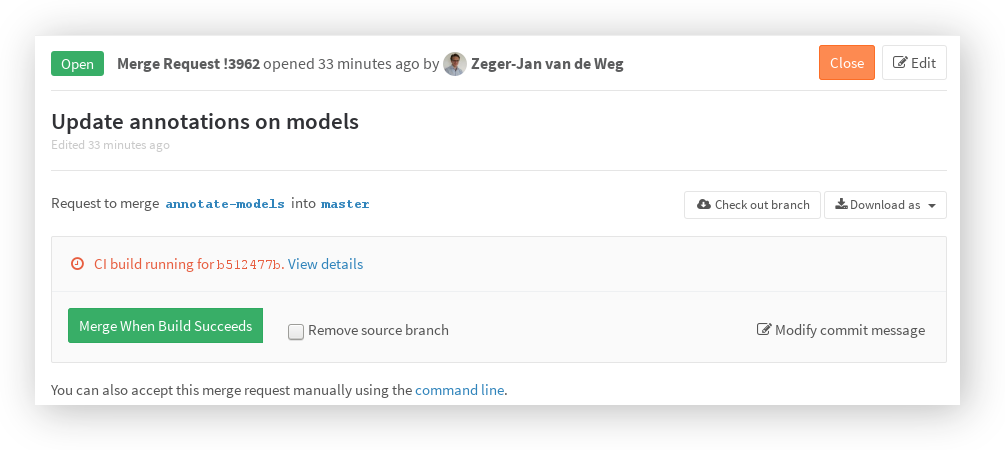 Open Merge Request !3962 opened 33 minutes ago by Zeger-Jan van de Weg Close Edit
Update annotations on models
Edited 33 minutes ago
Request to merge annotate-models into master Check out branch Download as
CI build running for b512477b. View details
Merge When Build Succeeds Remove source branch Modify commit message
You can also accept this merge request manually using the command line.